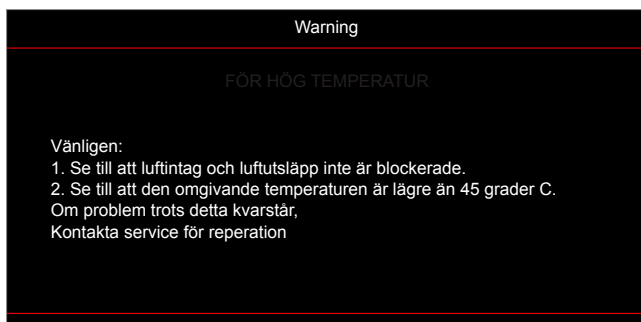 Warning
FÖR HÖG TEMPERATUR
Vänligen:
1. Se till att luftintag och luftutsläpp inte är blockerade.
2. Se till att den omgivande temperaturen är lägre än 45 grader C.
Om problem trots detta kvarstår,
Kontakta service för reperation